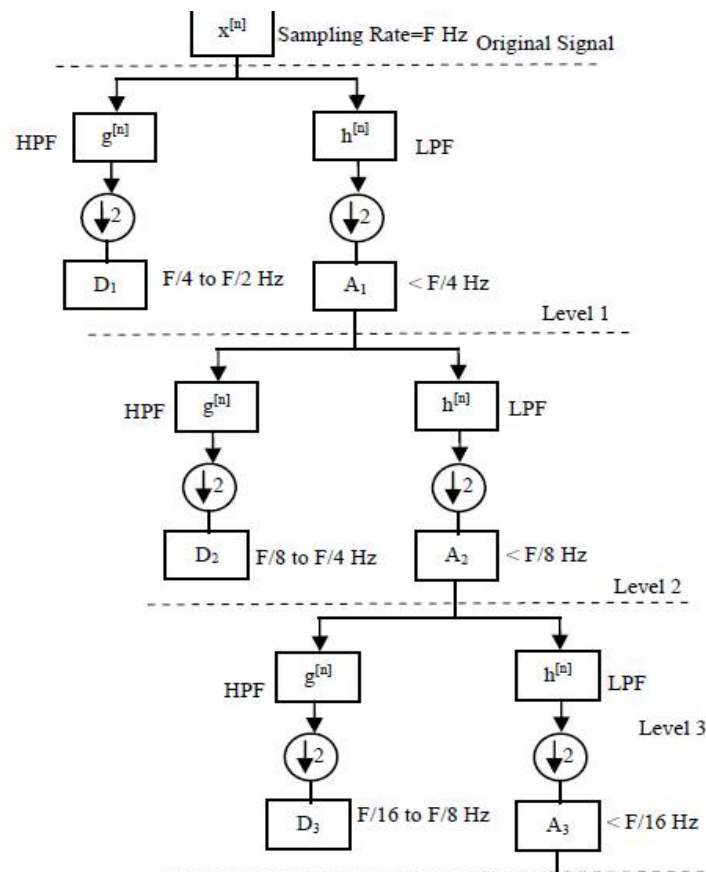 x[n] Sampling Rate=F Hz Original Signal
HPF g[n] h[n] LPF
↓2 ↓2
D₁ F/4 to F/2 Hz A₁ < F/4 Hz
Level 1
HPF g[n] h[n] LPF
↓2 ↓2
D₂ F/8 to F/4 Hz A₂ < F/8 Hz
Level 2
HPF g[n] h[n] LPF
Level 3
↓2 ↓2
D₃ F/16 to F/8 Hz A₃ < F/16 Hz